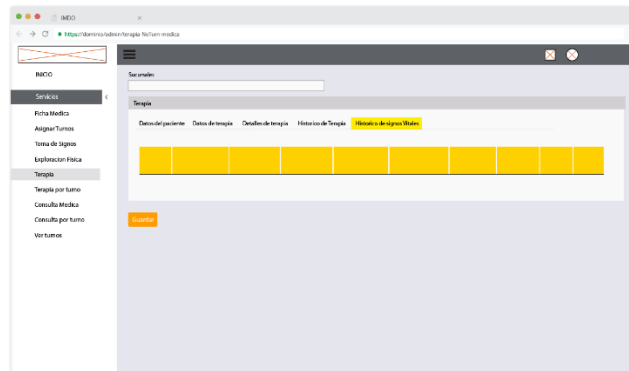 IMDO
https://dominio/admin/terapia-No1uen-medica
INICIO
Servicios
Ficha Medica
Asignar Turnos
Toma de Signos
Exploracion Fisica
Terapia
Terapia por turno
Consulta Medica
Consulta por turno
Ver turnos
Sucursales
Terapia
Datos del paciente Datos de terapia Detalles de terapia Historico de Terapia Historico de signos Vitales
Guardar